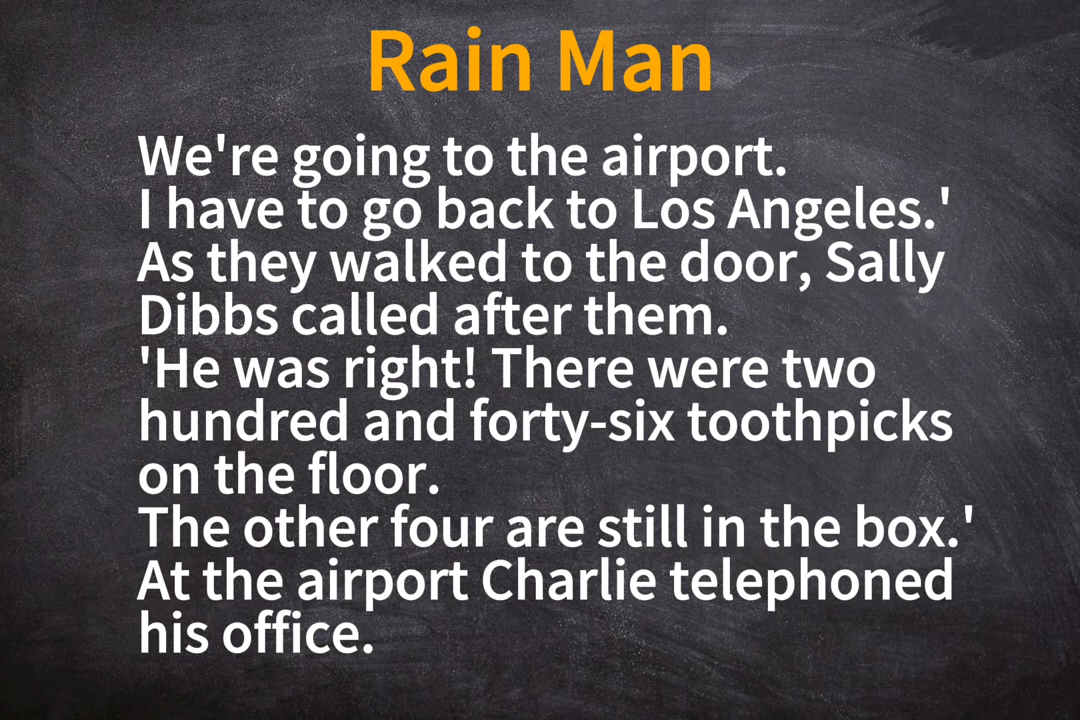 Rain Man
We're going to the airport.
I have to go back to Los Angeles.'
As they walked to the door, Sally
Dibbs called after them.
'He was right! There were two
hundred and forty-six toothpicks
on the floor.
The other four are still in the box.'
At the airport Charlie telephoned
his office.